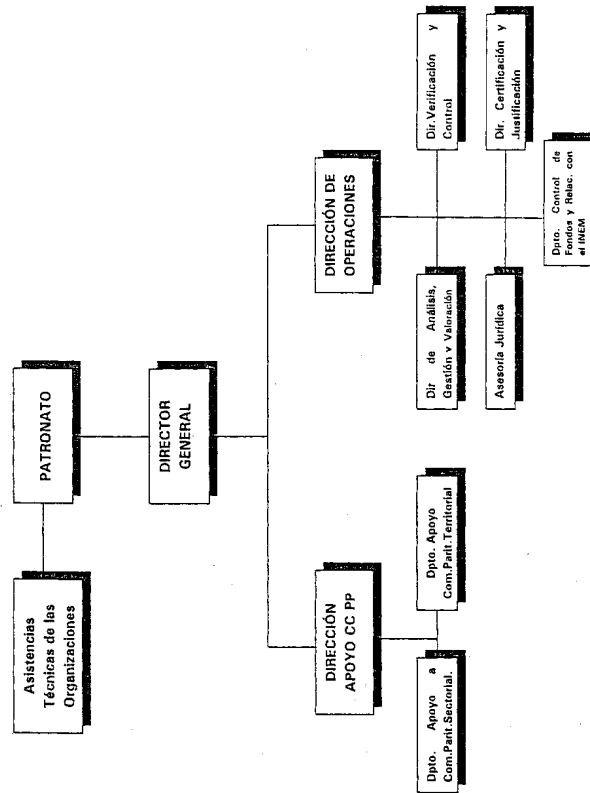 Asistencias
Técnicas de las
Organizaciones
PATRONATO
DIRECTOR
GENERAL
DIRECCIÓN
APOYO CC PP
DIRECCIÓN DE
OPERACIONES
Dpto. Apoyo a
Com.Parit.Sectorial.
Dpto. Apoyo
Com.Parit.Territorial
Dir de Análisis,
Gestión y Valoración
Dir.Verificación y
Control
Asesoría Jurídica
Dir. Certificación y
Justificación
Dpto. Control de
Fondos y Relac. con
el INEM